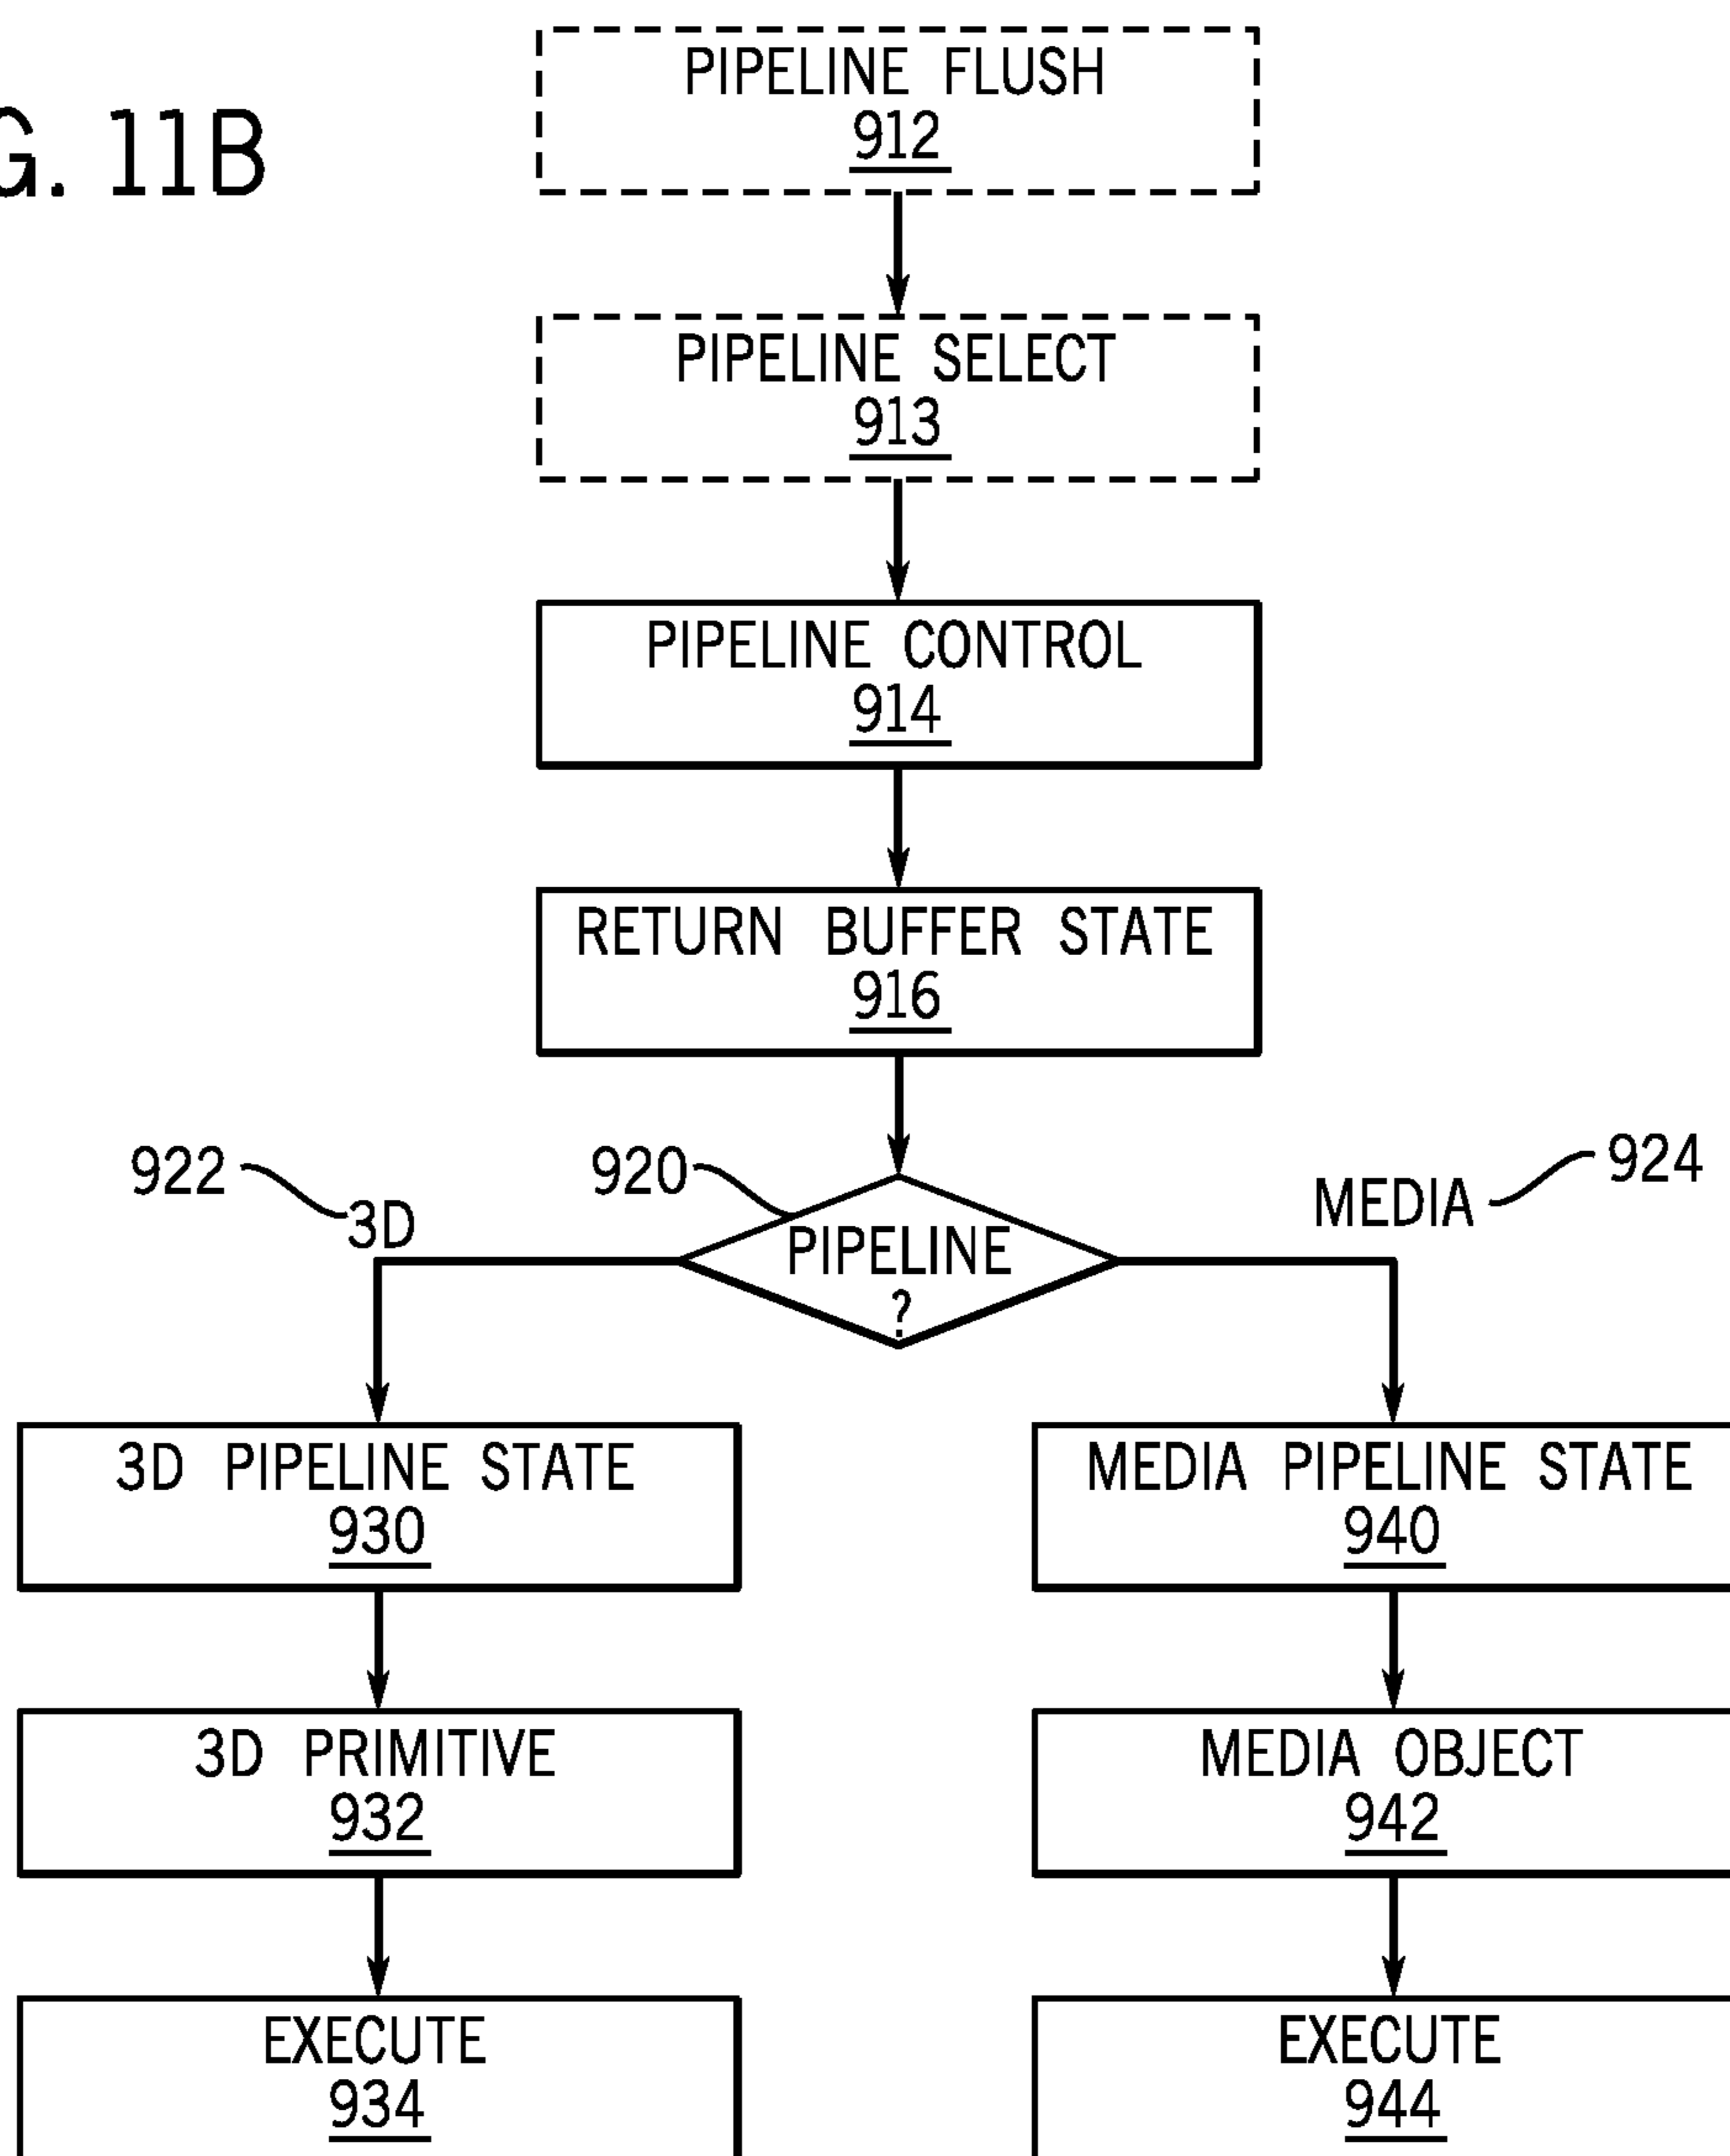 G. 11B
PIPELINE FLUSH
912
PIPELINE SELECT
913
PIPELINE CONTROL
914
RETURN BUFFER STATE
916
922
3D
920
PIPELINE
?
MEDIA
924
3D PIPELINE STATE
930
MEDIA PIPELINE STATE
940
3D PRIMITIVE
932
MEDIA OBJECT
942
EXECUTE
934
EXECUTE
944